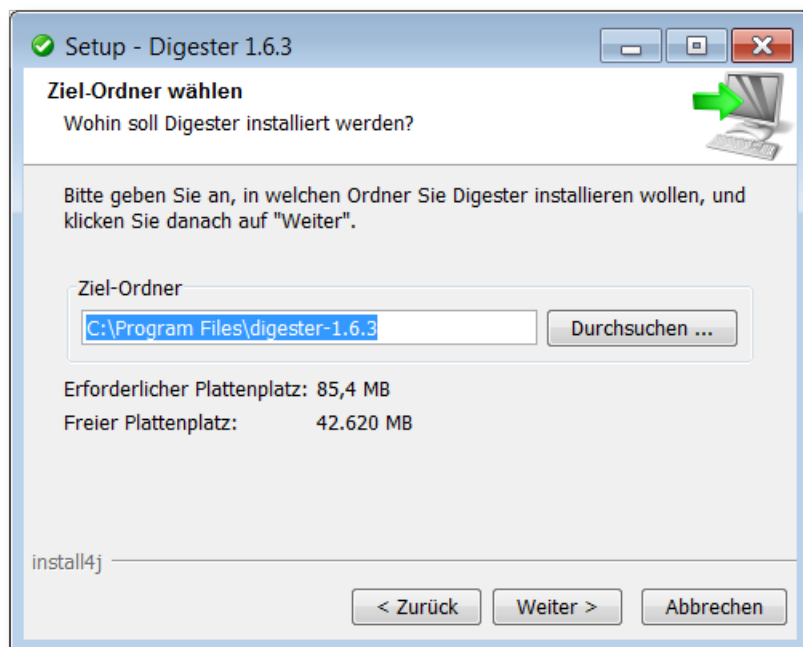 Setup - Digester 1.6.3
Ziel-Ordner wählen
Wohin soll Digester installiert werden?
Bitte geben Sie an, in welchen Ordner Sie Digester installieren wollen, und
klicken Sie danach auf "Weiter".
Ziel-Ordner
C:\Program Files\digester-1.6.3
Durchsuchen ...
Erforderlicher Plattenplatz: 85,4 MB
Freier Plattenplatz: 42.620 MB
install4j
< Zurück
Weiter >
Abbrechen